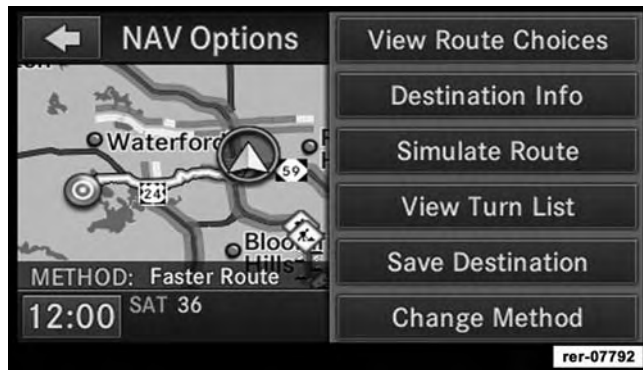 NAV Options
Waterford
59
24
Hills
METHOD: Faster Route
12:00
SAT 36
View Route Choices
Destination Info
Simulate Route
View Turn List
Save Destination
Change Method
rer-07792